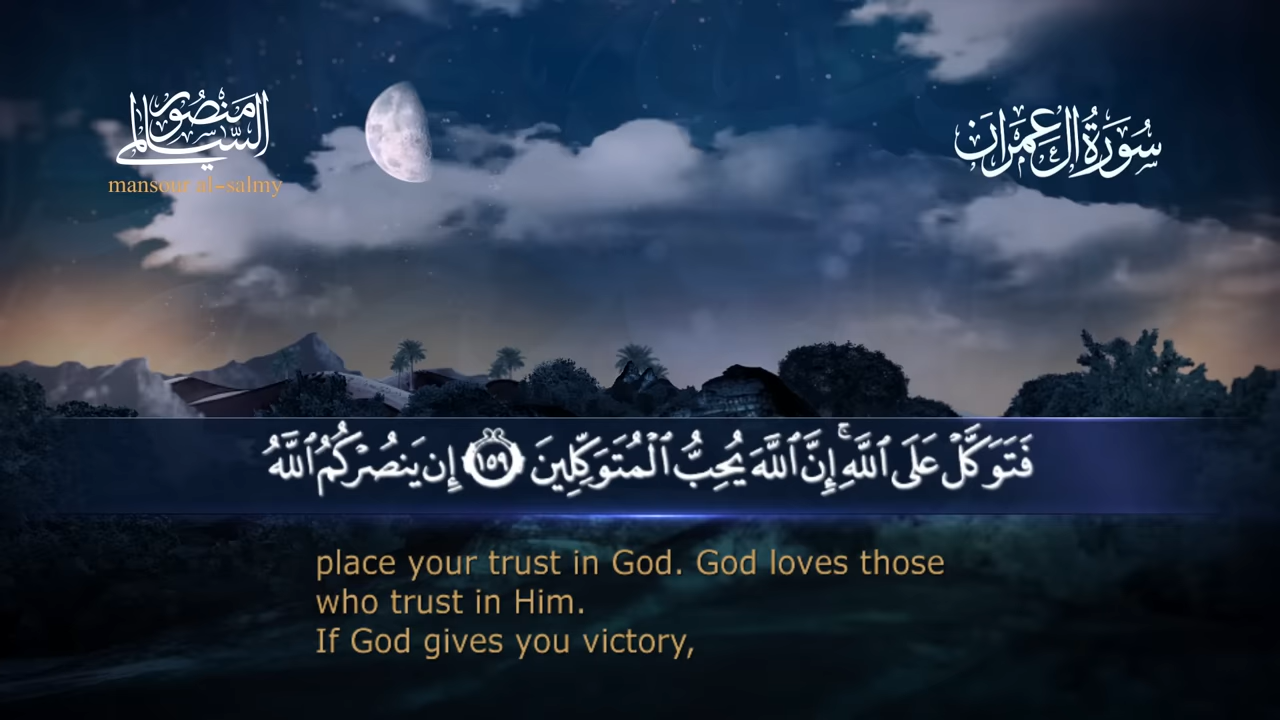 منصور
السالمي
mansour al-salmy
سُورَةُ آلِ عِمْرَان
فَتَوَكَّلْ عَلَى ٱللَّهِۚ إِنَّ ٱللَّهَ يُحِبُّ ٱلْمُتَوَكِّلِينَ ١٥٩ إِن يَنصُرْكُمُ ٱللَّهُ
place your trust in God. God loves those
who trust in Him.
If God gives you victory,